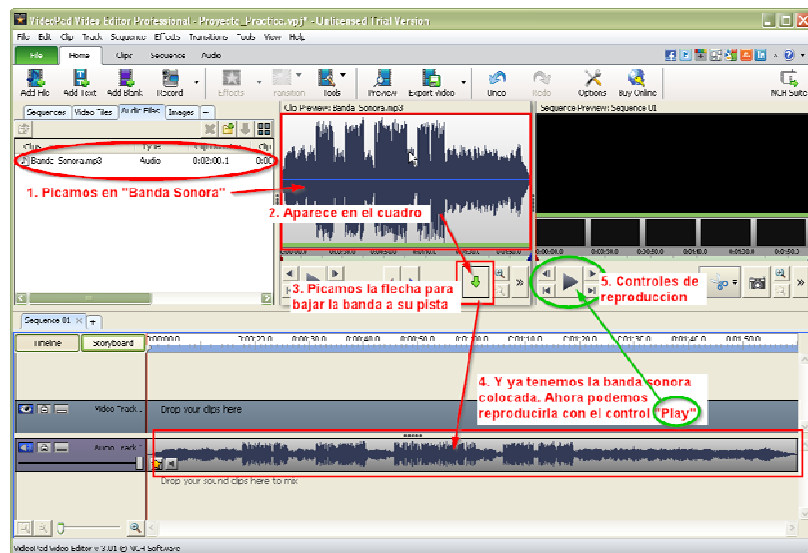 VideoPad Video Editor Professional - Proyecto_Practica.vpj* - Unlicensed Trial Version
File Edit Clip Track Sequence Effects Transitions Tools View Help
File Home Clips Sequence Audio
Add File Add Text Add Blank Record Effects Transition Tools Preview Export Video Undo Redo Options Buy Online NCH Suite
Sequences Video Files Audio Files Images
Clip Preview: Banda Sonora.mp3
Sequence Preview: Sequence 01
Type
Banda Sonora.mp3 Audio 0:02:00.1 0:00
1. Picamos en "Banda Sonora"
2. Aparece en el cuadro
3. Picamos la flecha para
bajar la banda a su pista
5. Controles de
reproduccion
Sequence 01
Timeline Storyboard
4. Y ya tenemos la banda sonora
colocada. Ahora podemos
reproducirla con el control "Play"
Video Track
Drop your clips here
Audio Track
Drop your sound clips here to mix
VideoPad Video Editor v 3.01 © NCH Software